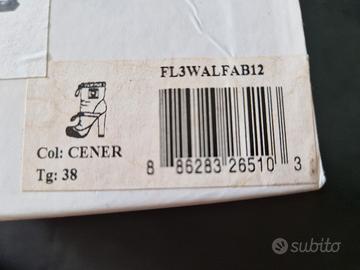 FL3WALFAB12
Col: CENER
Tg: 38
8 86283 26510 3
subito